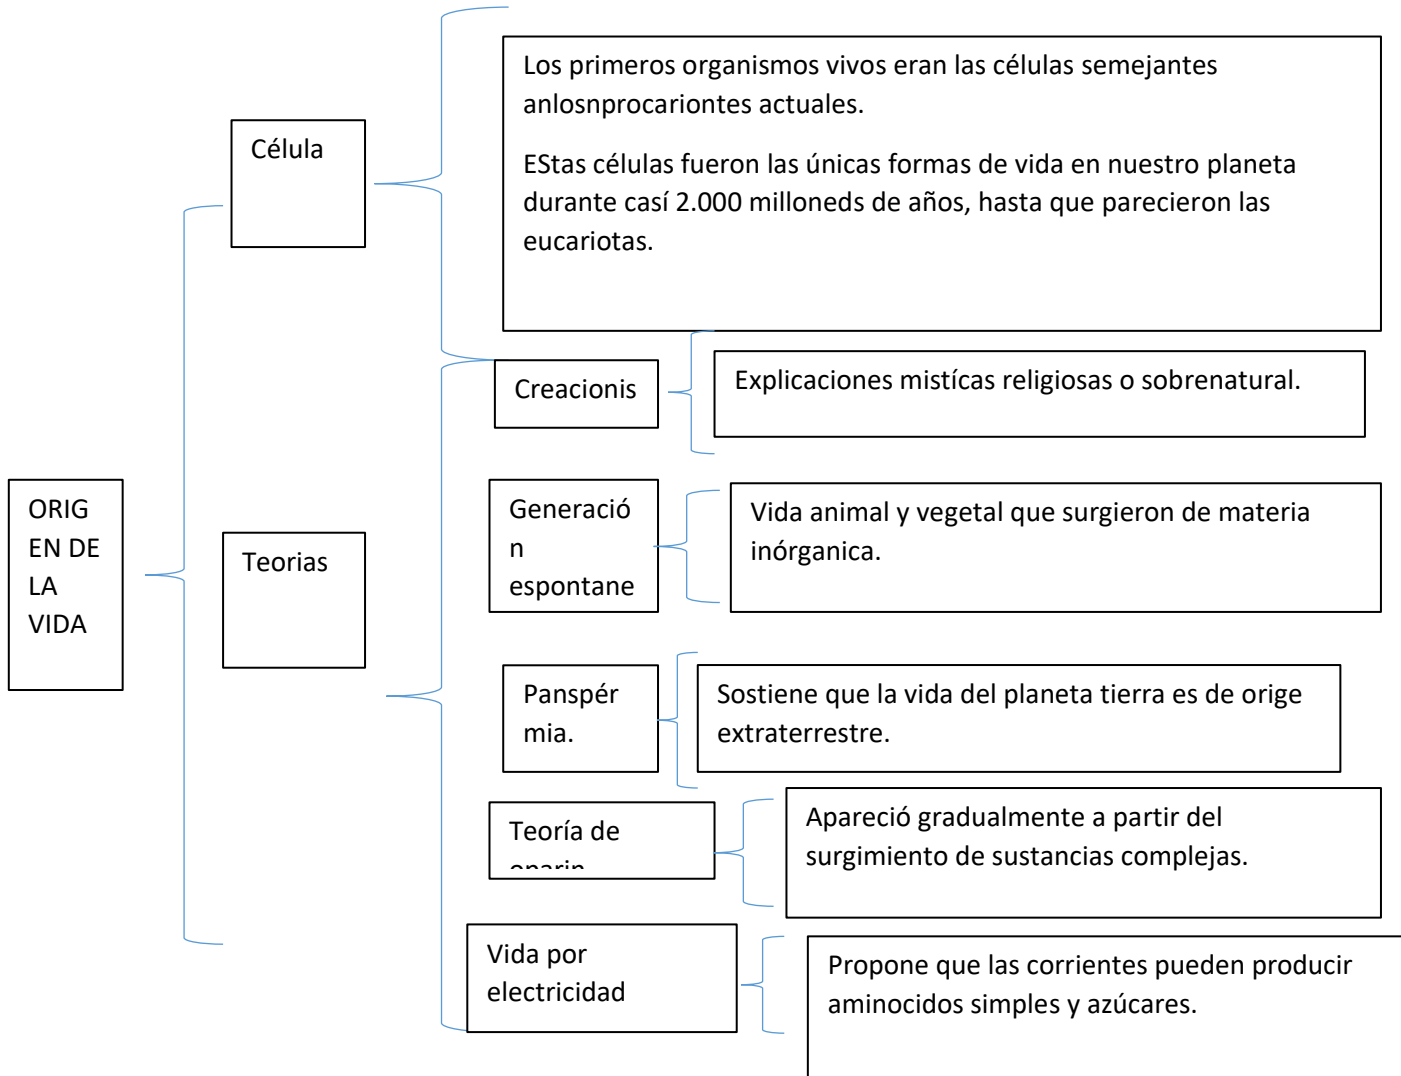 Los primeros organismos vivos eran las células semejantes
anlosnprocariontes actuales.
EStas células fueron las únicas formas de vida en nuestro planeta
durante casí 2.000 milloneds de años, hasta que parecieron las
eucariotas.
Célula
Creacionis
Explicaciones mistícas religiosas o sobrenatural.
ORIG
EN DE
LA
VIDA
Teorias
Generació
n
espontane
Vida animal y vegetal que surgieron de materia
inórganica.
Panspér
mia.
Sostiene que la vida del planeta tierra es de orige
extraterrestre.
Teoría de
oparin
Apareció gradualmente a partir del
surgimiento de sustancias complejas.
Vida por
electricidad
Propone que las corrientes pueden producir
aminocidos simples y azúcares.